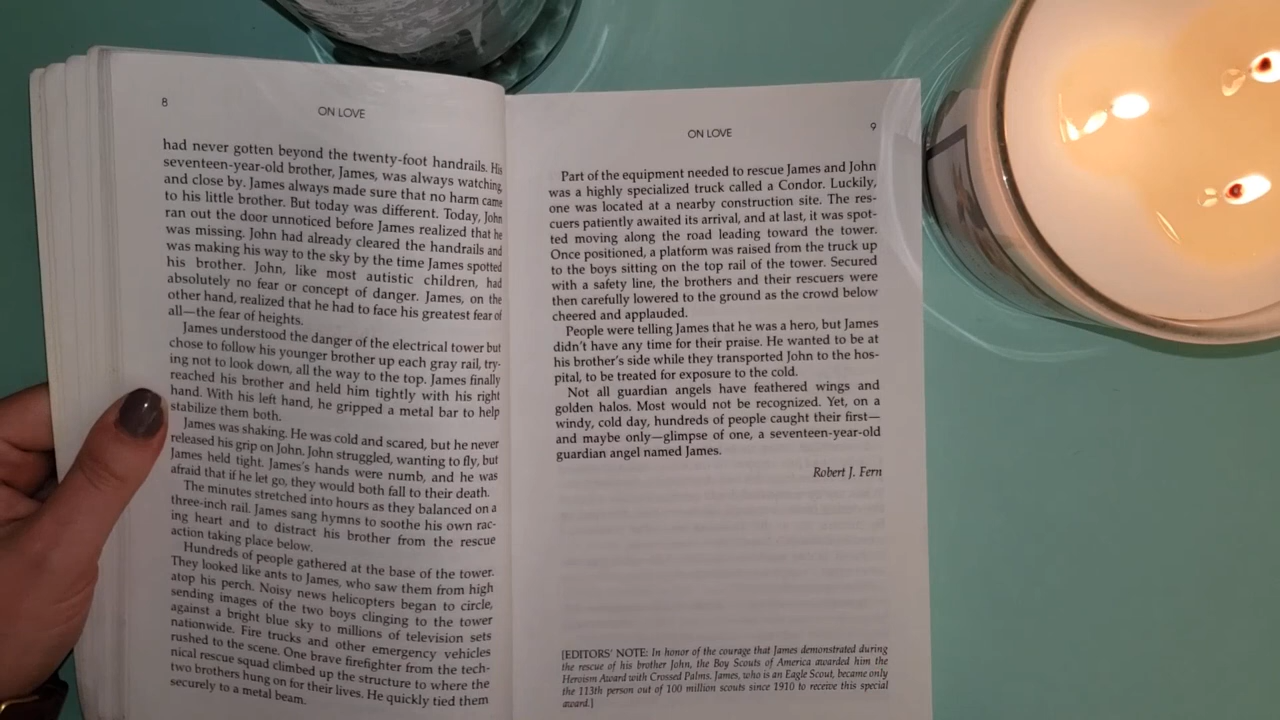 8
ON LOVE
had never gotten beyond the twenty-foot handrails. His
seventeen-year-old brother, James, was always watching
and close by. James always made sure that no harm came
to his little brother. But today was different. Today, John
ran out the door unnoticed before James realized that he
was missing. John had already cleared the handrails and
was making his way to the sky by the time James spotted
his brother. John, like most autistic children, had
absolutely no fear or concept of danger. James, on the
other hand, realized that he had to face his greatest fear of
all—the fear of heights.
James understood the danger of the electrical tower but
chose to follow his younger brother up each gray rail, try-
ing not to look down, all the way to the top. James finally
reached his brother and held him tightly with his right
hand. With his left hand, he gripped a metal bar to help
stabilize them both.
James was shaking. He was cold and scared, but he never
released his grip on John. John struggled, wanting to fly, but
James held tight. James's hands were numb, and he was
afraid that if he let go, they would both fall to their death.
The minutes stretched into hours as they balanced on a
three-inch rail. James sang hymns to soothe his own rac-
ing heart and to distract his brother from the rescue
action taking place below.
Hundreds of people gathered at the base of the tower.
They looked like ants to James, who saw them from high
atop his perch. Noisy news helicopters began to circle,
sending images of the two boys clinging to the tower
against a bright blue sky to millions of television sets
nationwide. Fire trucks and other emergency vehicles
rushed to the scene. One brave firefighter from the tech-
nical rescue squad climbed up the structure to where the
two brothers hung on for their lives. He quickly tied them
securely to a metal beam.
ON LOVE
9
Part of the equipment needed to rescue James and John
was a highly specialized truck called a Condor. Luckily,
one was located at a nearby construction site. The res-
cuers patiently awaited its arrival, and at last, it was spot-
ted moving along the road leading toward the tower.
Once positioned, a platform was raised from the truck up
to the boys sitting on the top rail of the tower. Secured
with a safety line, the brothers and their rescuers were
then carefully lowered to the ground as the crowd below
cheered and applauded.
People were telling James that he was a hero, but James
didn't have any time for their praise. He wanted to be at
his brother's side while they transported John to the hos-
pital, to be treated for exposure to the cold.
Not all guardian angels have feathered wings and
golden halos. Most would not be recognized. Yet, on a
windy, cold day, hundreds of people caught their first—
and maybe only—glimpse of one, a seventeen-year-old
guardian angel named James.
Robert J. Fern
[EDITORS' NOTE: In honor of the courage that James demonstrated during
the rescue of his brother John, the Boy Scouts of America awarded him the
Heroism Award with Crossed Palms. James, who is an Eagle Scout, became only
the 113th person out of 100 million scouts since 1910 to receive this special
award.]